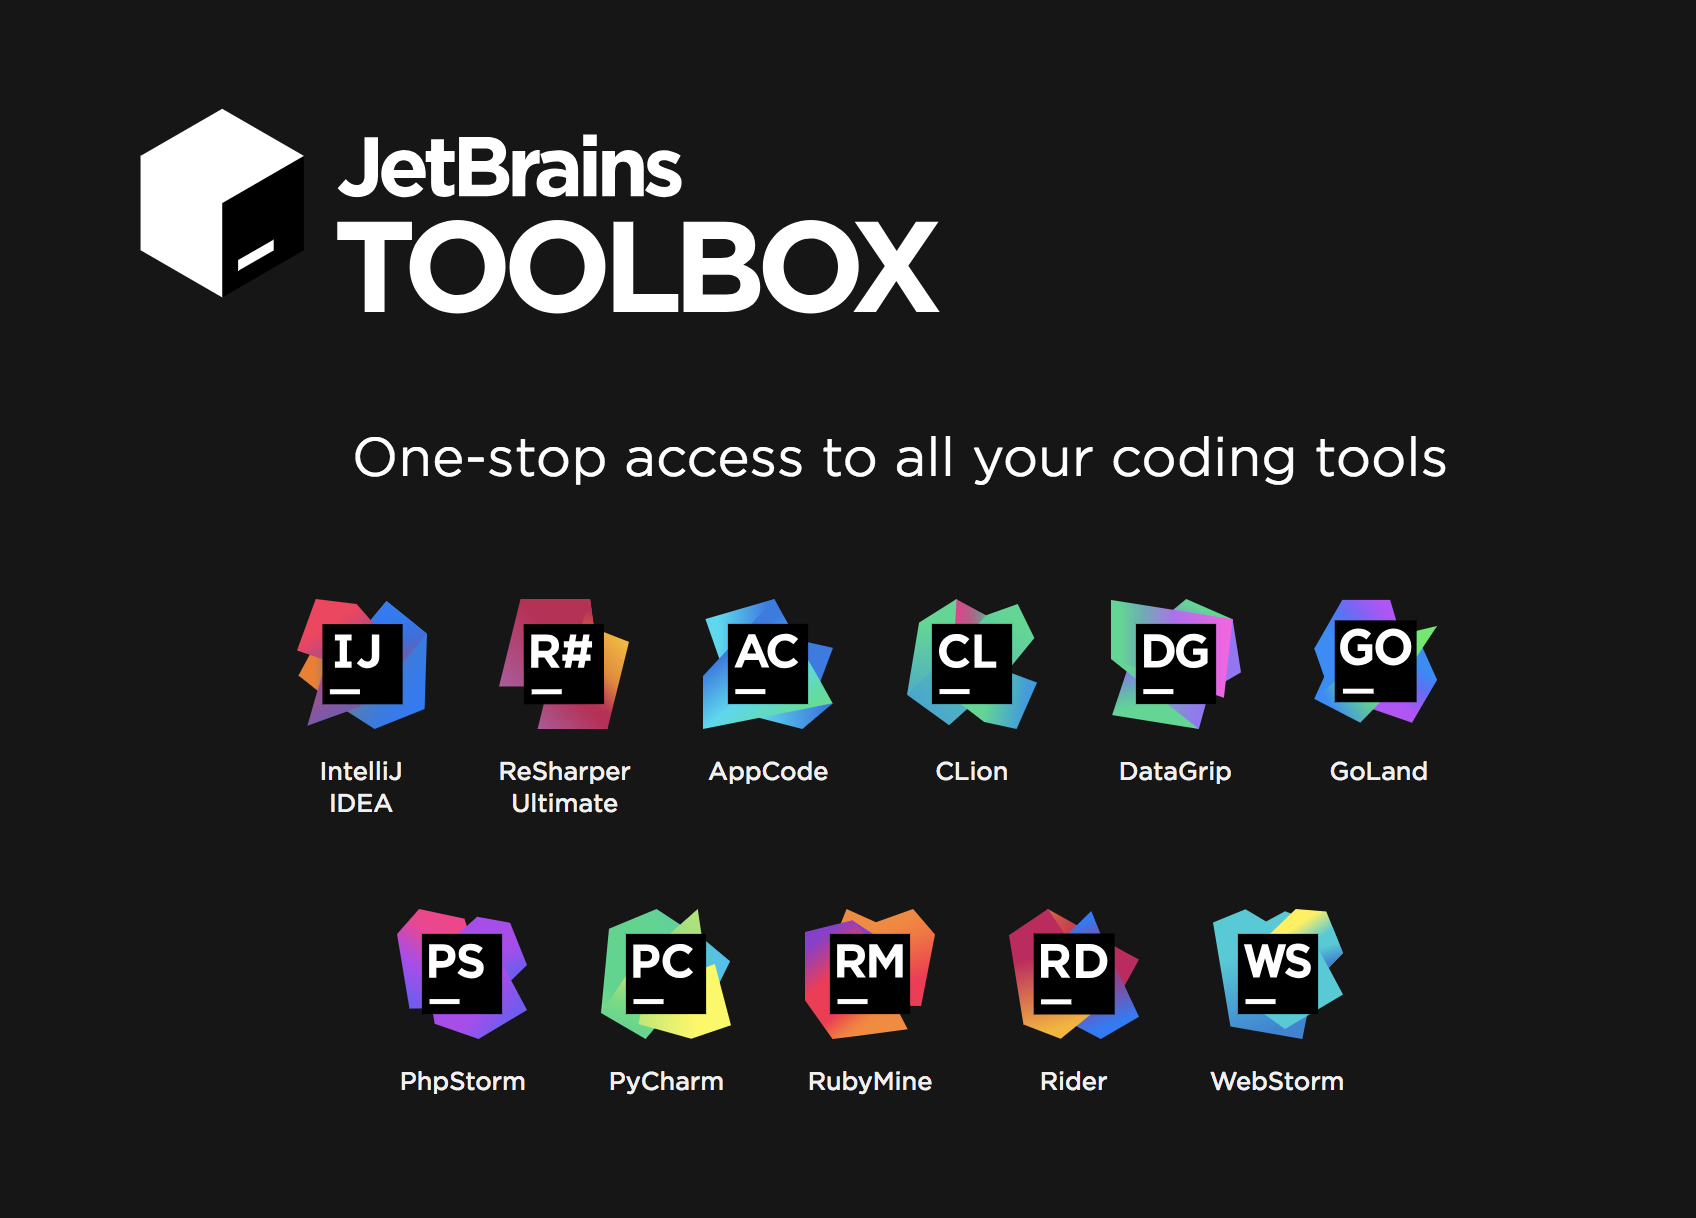 JetBrains
TOOLBOX
One-stop access to all your coding tools
IJ
R#
AC
CL
DG
GO
IntelliJ
IDEA
ReSharper
Ultimate
AppCode
CLion
DataGrip
GoLand
PS
PC
RM
RD
WS
PhpStorm
PyCharm
RubyMine
Rider
WebStorm